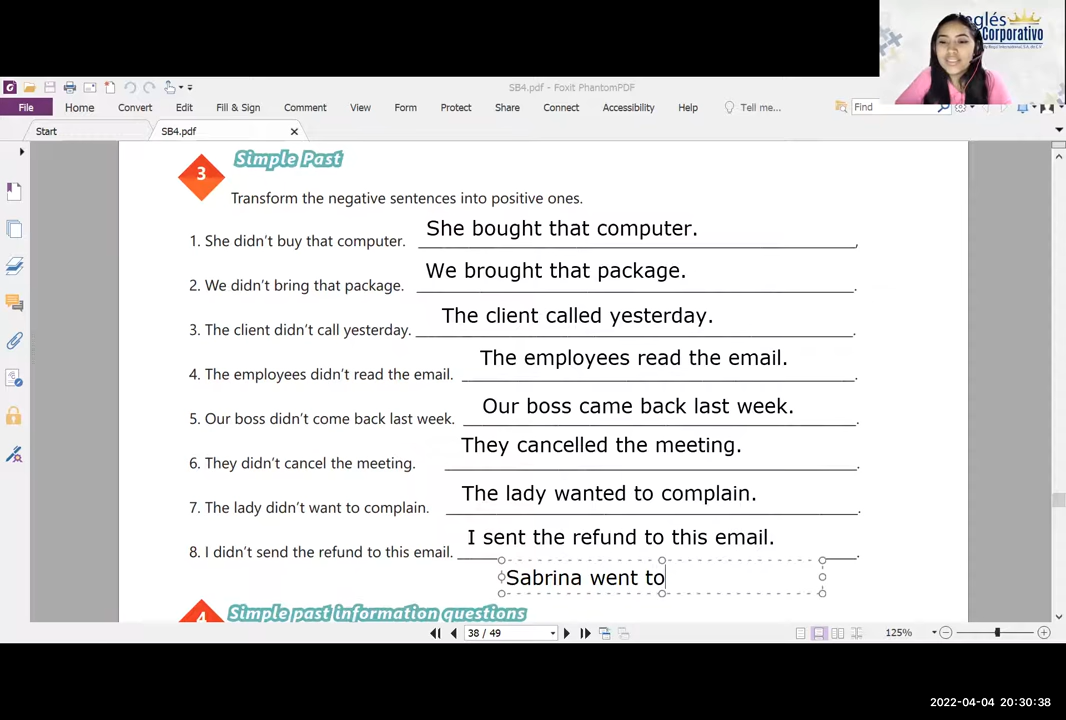 Inglés
Corporativo
SB4.pdf - Foxit PhantomPDF
File Home Convert Edit Fill & Sign Comment View Form Protect Share Connect Accessibility Help Tell me... Find
Start SB4.pdf
3 Simple Past
Transform the negative sentences into positive ones.
1. She didn't buy that computer. She bought that computer.
2. We didn't bring that package. We brought that package.
3. The client didn't call yesterday. The client called yesterday.
4. The employees didn't read the email. The employees read the email.
5. Our boss didn't come back last week. Our boss came back last week.
6. They didn't cancel the meeting. They cancelled the meeting.
7. The lady didn't want to complain. The lady wanted to complain.
8. I didn't send the refund to this email. I sent the refund to this email.
Sabrina went to
4 Simple past information questions
38 / 49 125%
2022-04-04 20:30:38